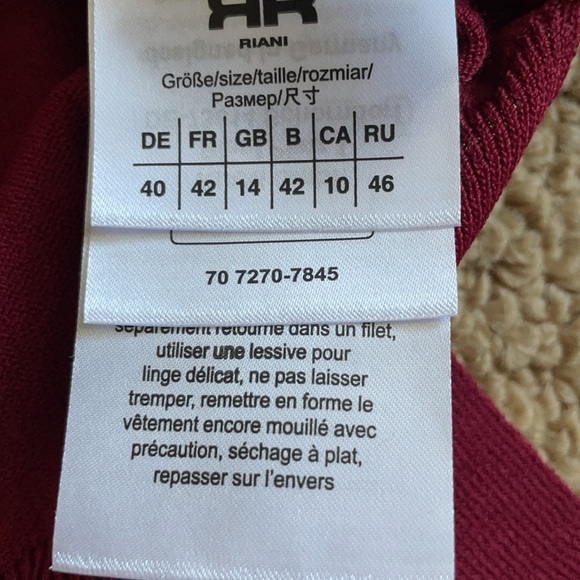 RIANI
Größe/size/taille/rozmiar/
Размер/尺寸
DE FR GB B CA RU
40 42 14 42 10 46
70 7270-7845
séparément retourné dans un filet,
utiliser une lessive pour
linge délicat, ne pas laisser
tremper, remettre en forme le
vêtement encore mouillé avec
précaution, séchage à plat,
repasser sur l'envers